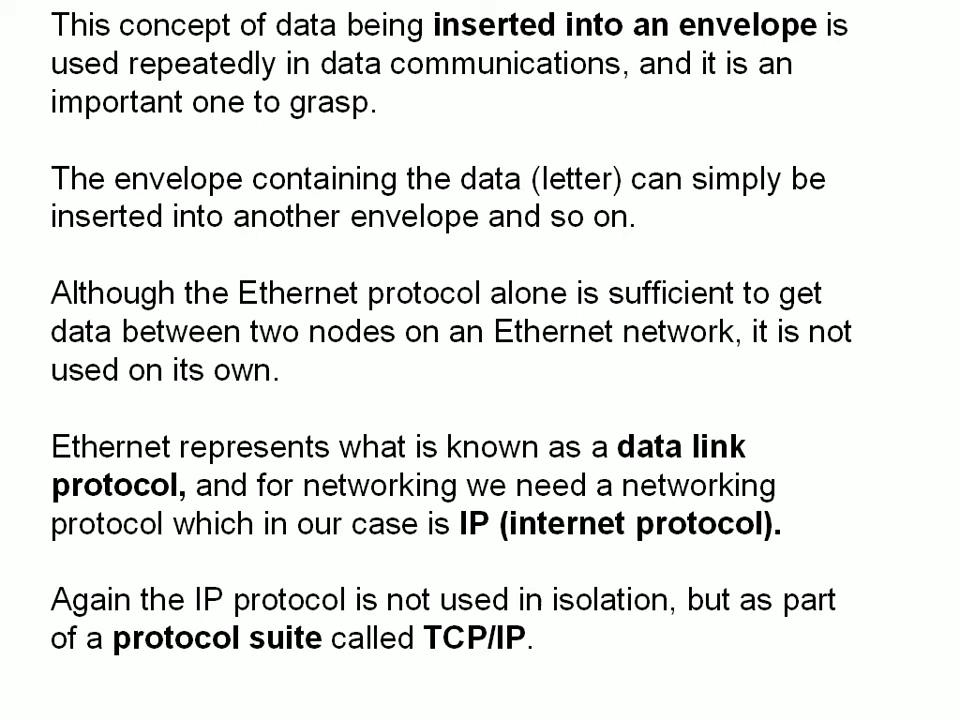 This concept of data being inserted into an envelope is
used repeatedly in data communications, and it is an
important one to grasp.
The envelope containing the data (letter) can simply be
inserted into another envelope and so on.
Although the Ethernet protocol alone is sufficient to get
data between two nodes on an Ethernet network, it is not
used on its own.
Ethernet represents what is known as a data link
protocol, and for networking we need a networking
protocol which in our case is IP (internet protocol).
Again the IP protocol is not used in isolation, but as part
of a protocol suite called TCP/IP.